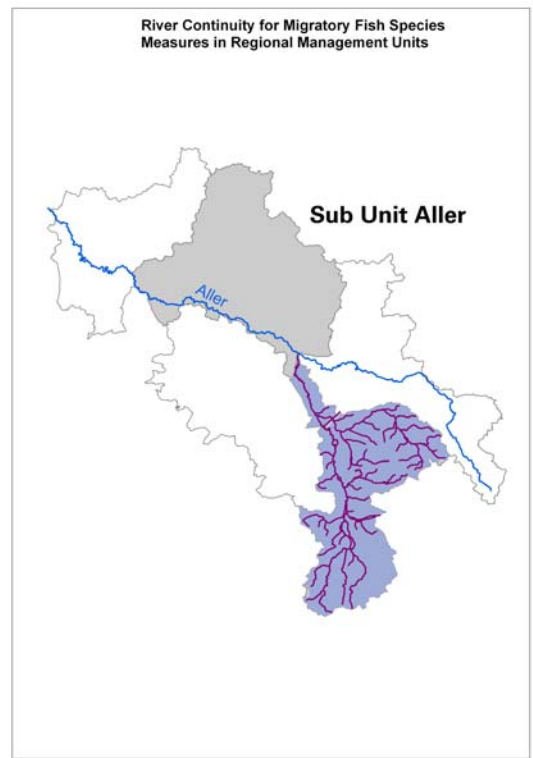 River Continuity for Migratory Fish Species
Measures in Regional Management Units
Sub Unit Aller
Aller